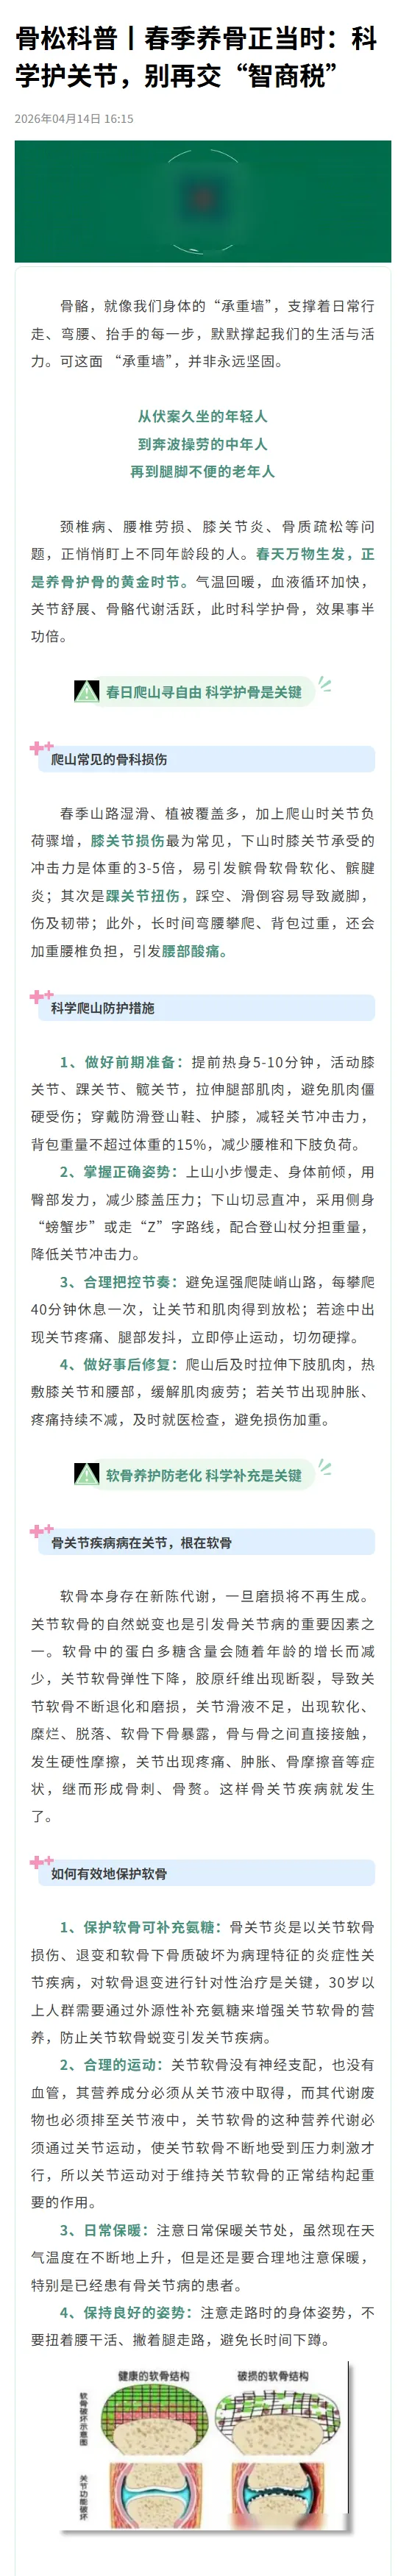 骨松科普丨春季养骨正当时：科
学护关节，别再交“智商税”
2026年04月14日 16:15
骨骼，就像我们身体的“承重墙”，支撑着日常行
走、弯腰、抬手的每一步，默默撑起我们的生活与活
力。可这面 “承重墙”，并非永远坚固。
从伏案久坐的年轻人
到奔波操劳的中年人
再到腿脚不便的老年人
颈椎病、腰椎劳损、膝关节炎、骨质疏松等问
题，正悄悄盯上不同年龄段的人。春天万物生发，正
是养骨护骨的黄金时节。气温回暖，血液循环加快，
关节舒展、骨骼代谢活跃，此时科学护骨，效果事半
功倍。
春日爬山寻自由 科学护骨是关键
爬山常见的骨科损伤
春季山路湿滑、植被覆盖多，加上爬山时关节负
荷骤增，膝关节损伤最为常见，下山时膝关节承受的
冲击力是体重的3-5倍，易引发髌骨软骨软化、髌腱
炎；其次是踝关节扭伤，踩空、滑倒容易导致崴脚，
伤及韧带；此外，长时间弯腰攀爬、背包过重，还会
加重腰椎负担，引发腰部酸痛。
科学爬山防护措施
1、做好前期准备：提前热身5-10分钟，活动膝
关节、踝关节、髋关节，拉伸腿部肌肉，避免肌肉僵
硬受伤；穿戴防滑登山鞋、护膝，减轻关节冲击力，
背包重量不超过体重的15%，减少腰椎和下肢负荷。
2、掌握正确姿势：上山小步慢走、身体前倾，用
臀部发力，减少膝盖压力；下山切忌直冲，采用侧身
“螃蟹步”或走“Z”字路线，配合登山杖分担重量，
降低关节冲击力。
3、合理把控节奏：避免逞强爬陡峭山路，每攀爬
40分钟休息一次，让关节和肌肉得到放松；若途中出
现关节疼痛、腿部发抖，立即停止运动，切勿硬撑。
4、做好事后修复：爬山后及时拉伸下肢肌肉，热
敷膝关节和腰部，缓解肌肉疲劳；若关节出现肿胀、
疼痛持续不减，及时就医检查，避免损伤加重。
软骨养护防老化 科学补充是关键
骨关节疾病病在关节，根在软骨
软骨本身存在新陈代谢，一旦磨损将不再生成。
关节软骨的自然蜕变也是引发骨关节病的重要因素之
一。软骨中的蛋白多糖含量会随着年龄的增长而减
少，关节软骨弹性下降，胶原纤维出现断裂，导致关
节软骨不断退化和磨损，关节滑液不足，出现软化、
糜烂、脱落、软骨下骨暴露，骨与骨之间直接接触，
发生硬性摩擦，关节出现疼痛、肿胀、骨摩擦音等症
状，继而形成骨刺、骨赘。这样骨关节疾病就发生
了。
如何有效地保护软骨
1、保护软骨可补充氨糖：骨关节炎是以关节软骨
损伤、退变和软骨下骨质破坏为病理特征的炎症性关
节疾病，对软骨退变进行针对性治疗是关键，30岁以
上人群需要通过外源性补充氨糖来增强关节软骨的营
养，防止关节软骨蜕变引发关节疾病。
2、合理的运动：关节软骨没有神经支配，也没有
血管，其营养成分必须从关节液中取得，而其代谢废
物也必须排至关节液中，关节软骨的这种营养代谢必
须通过关节运动，使关节软骨不断地受到压力刺激才
行，所以关节运动对于维持关节软骨的正常结构起重
要的作用。
3、日常保暖：注意日常保暖关节处，虽然现在天
气温度在不断地上升，但是还是要合理地注意保暖，
特别是已经患有骨关节病的患者。
4、保持良好的姿势：注意走路时的身体姿势，不
要扭着腰干活、撇着腿走路，避免长时间下蹲。
健康的软骨结构 破损的软骨结构
软骨破坏示意图
关节功能破坏